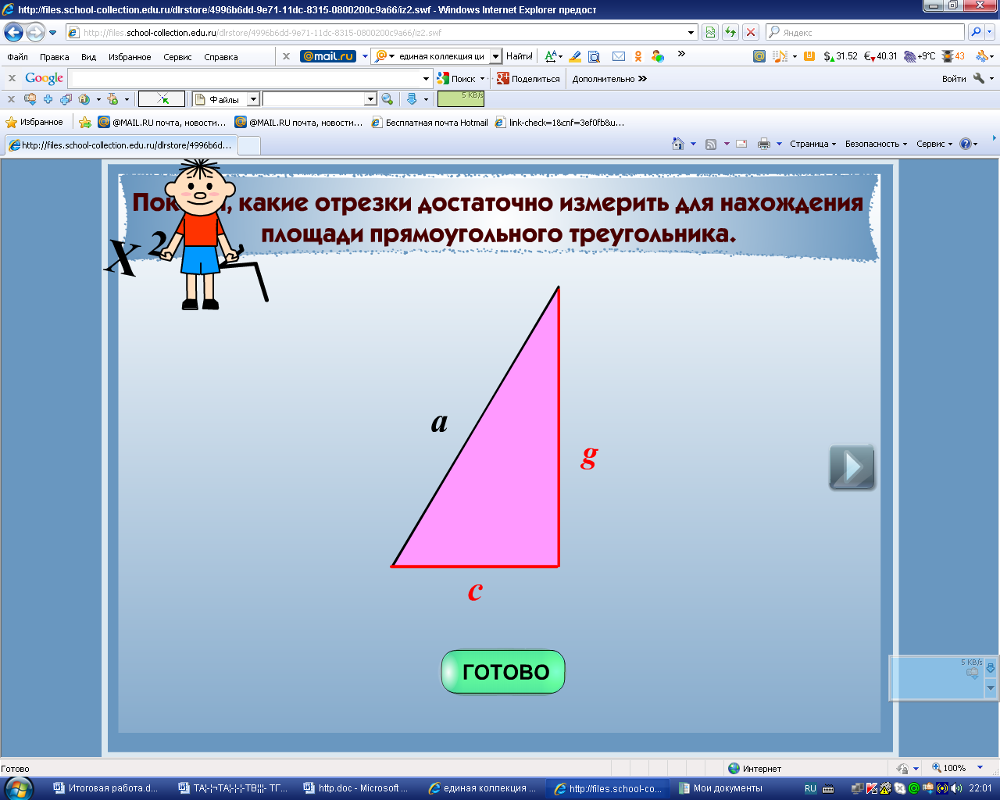 http://files.school-collection.edu.ru/dlrstore/4996b6dd-9e71-11dc-8315-0800200c9a66/iz2.swf - Windows Internet Explorer предост
http://files.school-collection.edu.ru/dlrstore/4996b6dd-9e71-11dc-8315-0800200c9a66/iz2.swf Яндекс
Файл Правка Вид Избранное Сервис Справка x @mail.ru единая коллекция ци Найти! $ 31.52 € 40.31 +9°C 43
x Google Поиск Поделиться Дополнительно Войти
x Файлы 5 KB/s
Избранное @MAIL.RU почта, новости... @MAIL.RU почта, новости... Бесплатная почта Hotmail link-check=1&cnf=3ef0fb&u...
http://files.school-collection.edu.ru/dlrstore/4996b6d... Страница Безопасность Сервис
какие отрезки достаточно измерить для нахождения
площади прямоугольного треугольника.
X 2
a
g
c
ГОТОВО
5 KB/s
Готово Интернет 100%
Итоговая работа.d... http.doc - Microsoft ... единая коллекция ... http://files.school-co... Мои документы RU 22:01